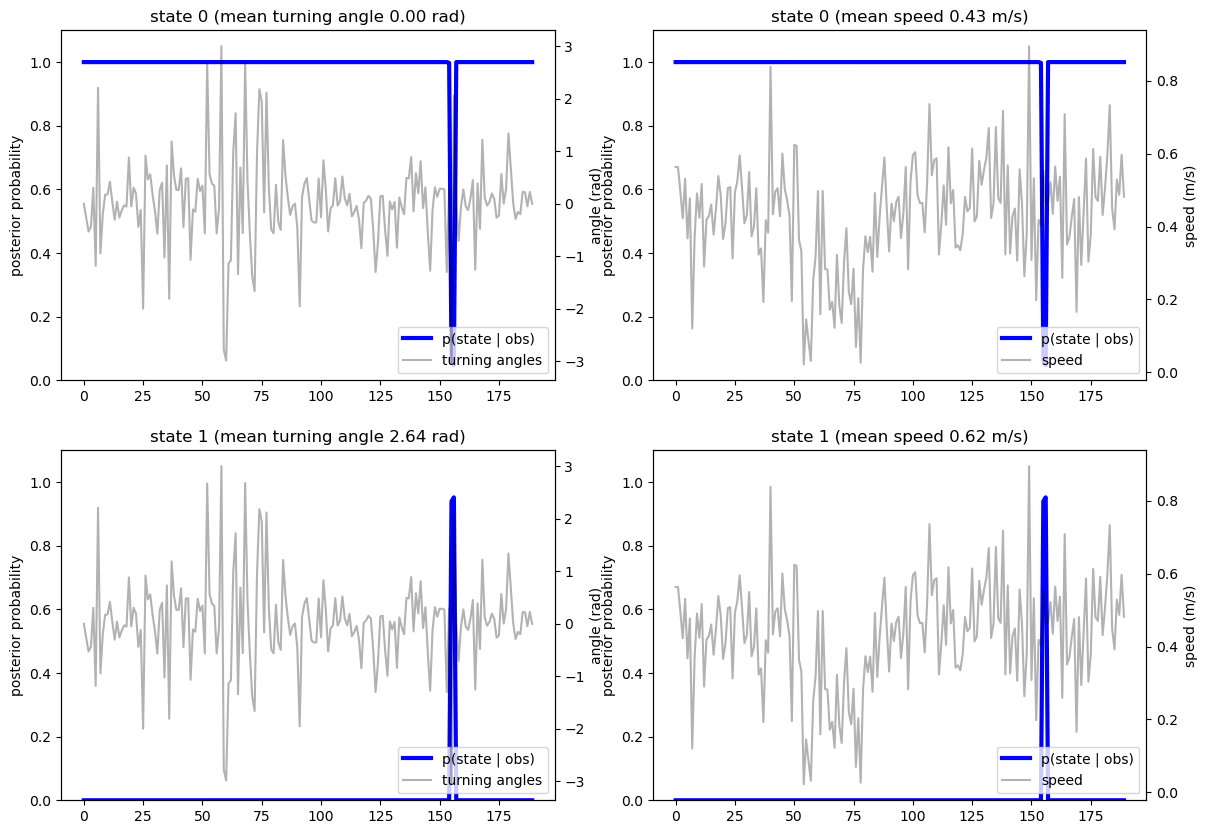 state 0 (mean turning angle 0.00 rad)
posterior probability
1.0
0.8
0.6
0.4
0.2
0.0
3
2
1
0
−1
−2
−3
angle (rad)
p(state | obs)
turning angles
0 25 50 75 100 125 150 175
state 0 (mean speed 0.43 m/s)
posterior probability
1.0
0.8
0.6
0.4
0.2
0.0
0.8
0.6
0.4
0.2
0.0
speed (m/s)
p(state | obs)
speed
0 25 50 75 100 125 150 175
state 1 (mean turning angle 2.64 rad)
posterior probability
1.0
0.8
0.6
0.4
0.2
0.0
3
2
1
0
−1
−2
−3
angle (rad)
p(state | obs)
turning angles
0 25 50 75 100 125 150 175
state 1 (mean speed 0.62 m/s)
posterior probability
1.0
0.8
0.6
0.4
0.2
0.0
0.8
0.6
0.4
0.2
0.0
speed (m/s)
p(state | obs)
speed
0 25 50 75 100 125 150 175